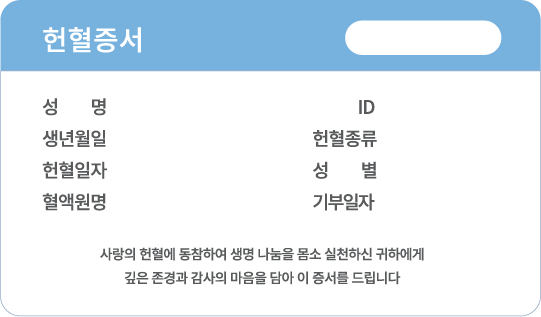 헌혈증서
성 명 ID
생년월일 헌혈종류
헌혈일자 성 별
혈액원명 기부일자
사랑의 헌혈에 동참하여 생명 나눔을 몸소 실천하신 귀하에게
깊은 존경과 감사의 마음을 담아 이 증서를 드립니다